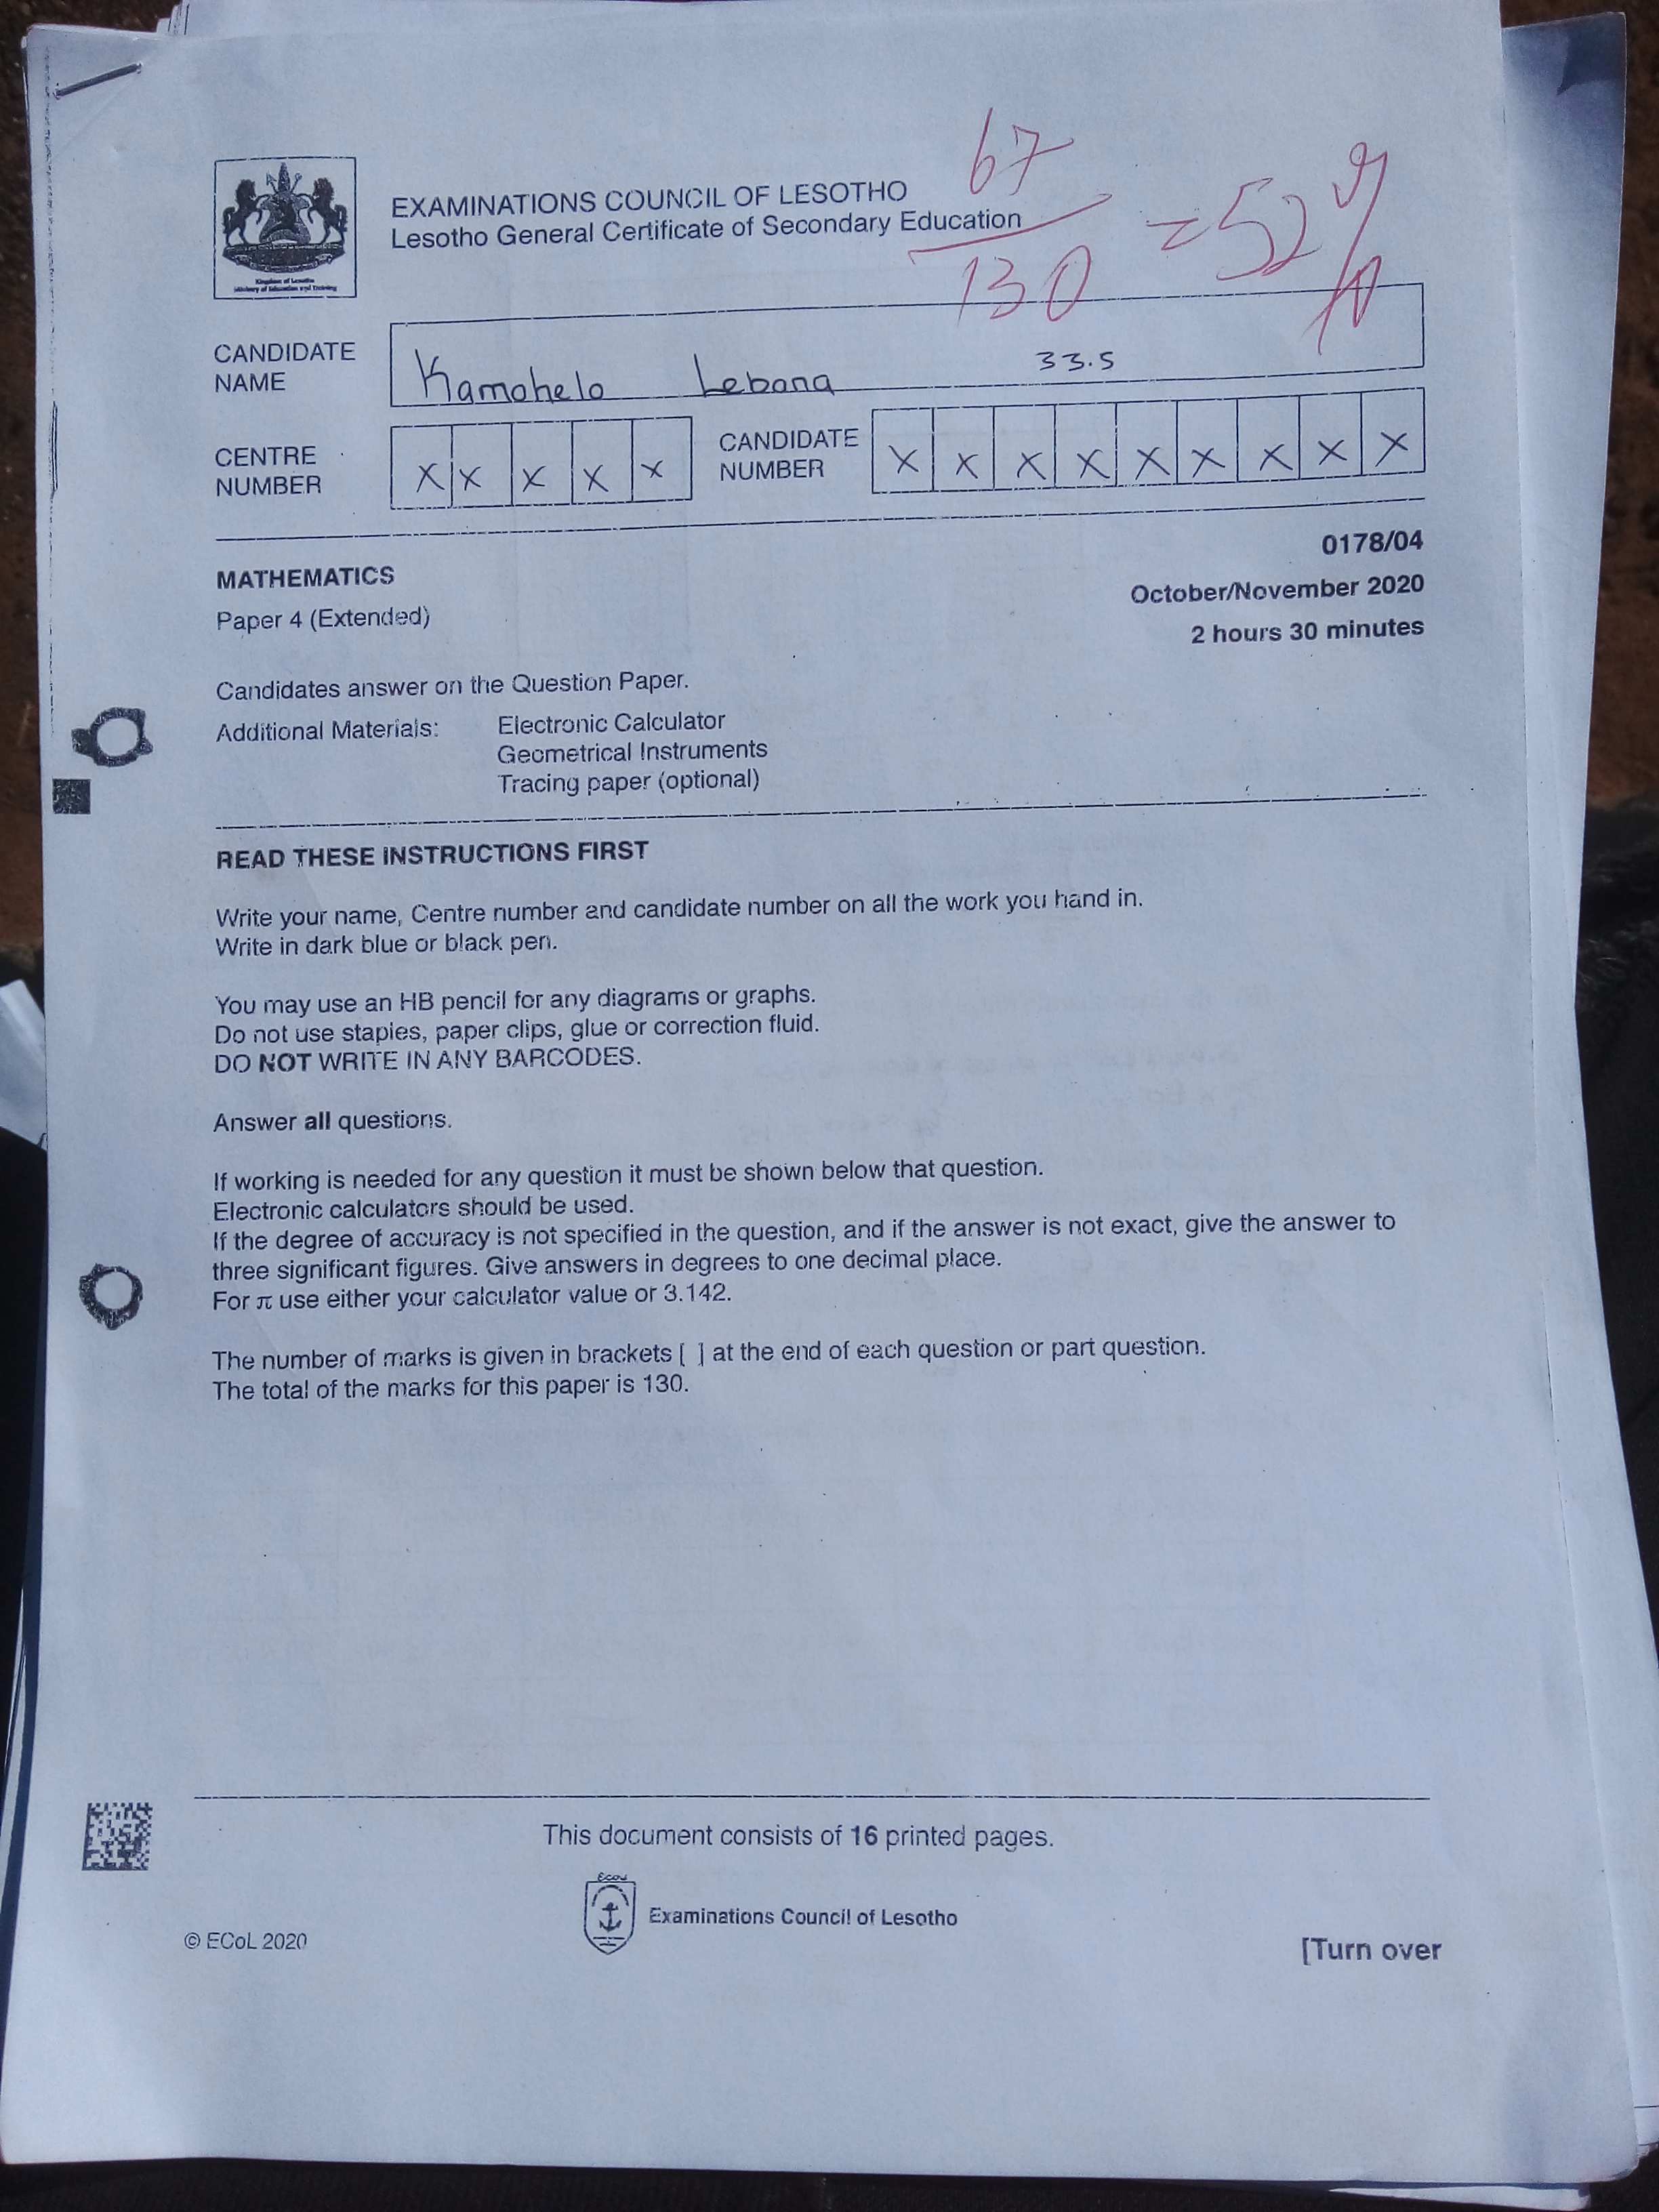 67
130
=52%
EXAMINATIONS COUNCIL OF LESOTHO
Lesotho General Certificate of Secondary Education
Kingdom of Lesotho
Ministry of Education and Training
CANDIDATE NAME
Kamohelo Lebona
33.5
CENTRE NUMBER
X X X X X
CANDIDATE NUMBER
X X X X X X X X X
MATHEMATICS
0178/04
Paper 4 (Extended)
October/November 2020
2 hours 30 minutes
Candidates answer on the Question Paper.
Additional Materials: Electronic Calculator
Geometrical Instruments
Tracing paper (optional)
READ THESE INSTRUCTIONS FIRST
Write your name, Centre number and candidate number on all the work you hand in.
Write in dark blue or black pen.
You may use an HB pencil for any diagrams or graphs.
Do not use staples, paper clips, glue or correction fluid.
DO NOT WRITE IN ANY BARCODES.
Answer all questions.
If working is needed for any question it must be shown below that question.
Electronic calculators should be used.
If the degree of accuracy is not specified in the question, and if the answer is not exact, give the answer to
three significant figures. Give answers in degrees to one decimal place.
For π use either your calculator value or 3.142.
The number of marks is given in brackets [ ] at the end of each question or part question.
The total of the marks for this paper is 130.
This document consists of 16 printed pages.
Ecol
Examinations Council of Lesotho
© ECoL 2020
[Turn over